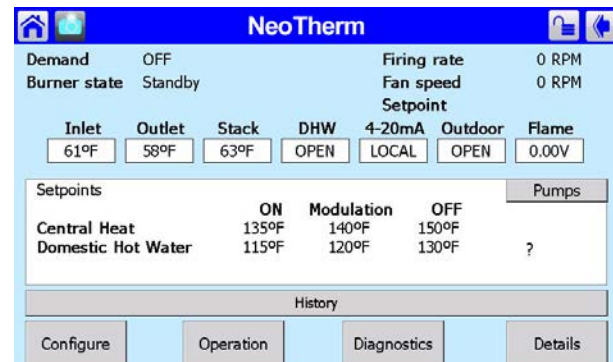 NeoTherm
Demand OFF Firing rate 0 RPM
Burner state Standby Fan speed 0 RPM
Setpoint
Inlet Outlet Stack DHW 4-20mA Outdoor Flame
61ºF 58ºF 63ºF OPEN LOCAL OPEN 0.00V
Setpoints Pumps
ON Modulation OFF
Central Heat 135ºF 140ºF 150ºF
Domestic Hot Water 115ºF 120ºF 130ºF ?
History
Configure Operation Diagnostics Details